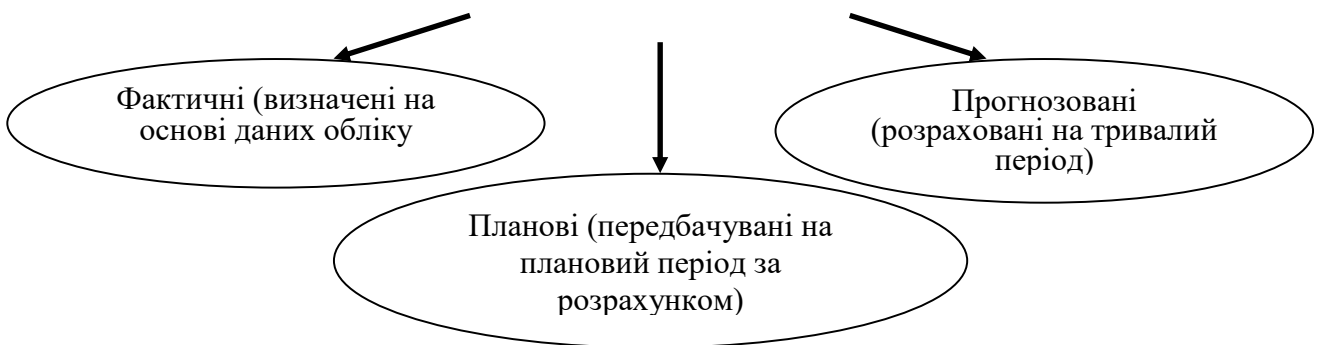 Фактичні (визначені на
основі даних обліку
Прогнозовані
(розраховані на тривалий
період)
Планові (передбачувані на
плановий період за
розрахунком)